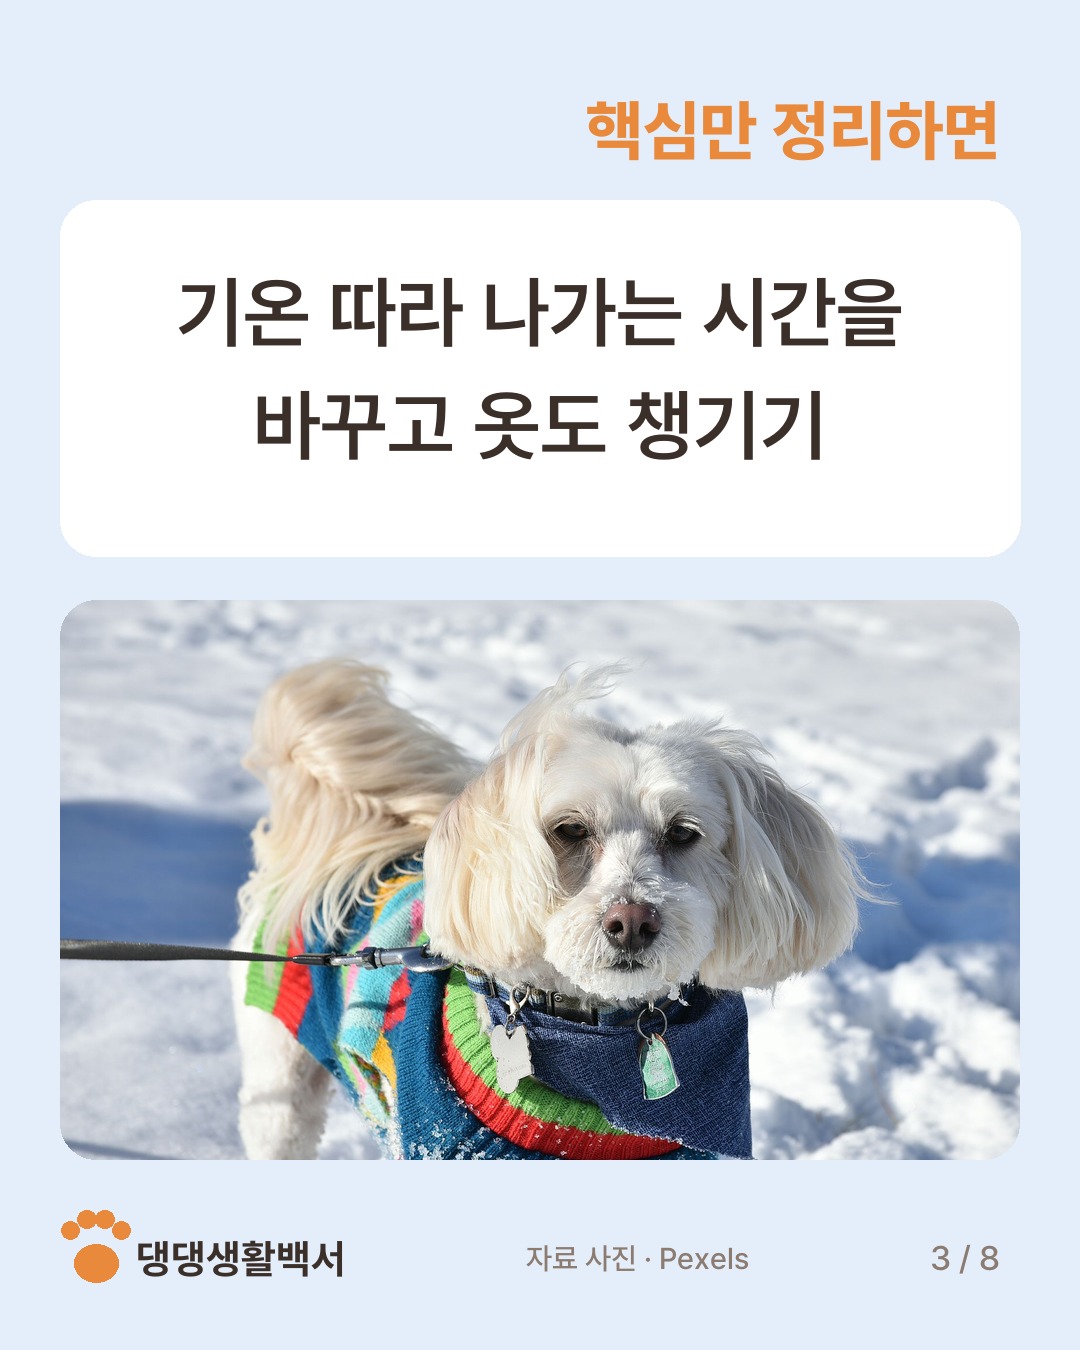 핵심만 정리하면
기온 따라 나가는 시간을
바꾸고 옷도 챙기기
댕댕생활백서
자료 사진 · Pexels
3 / 8